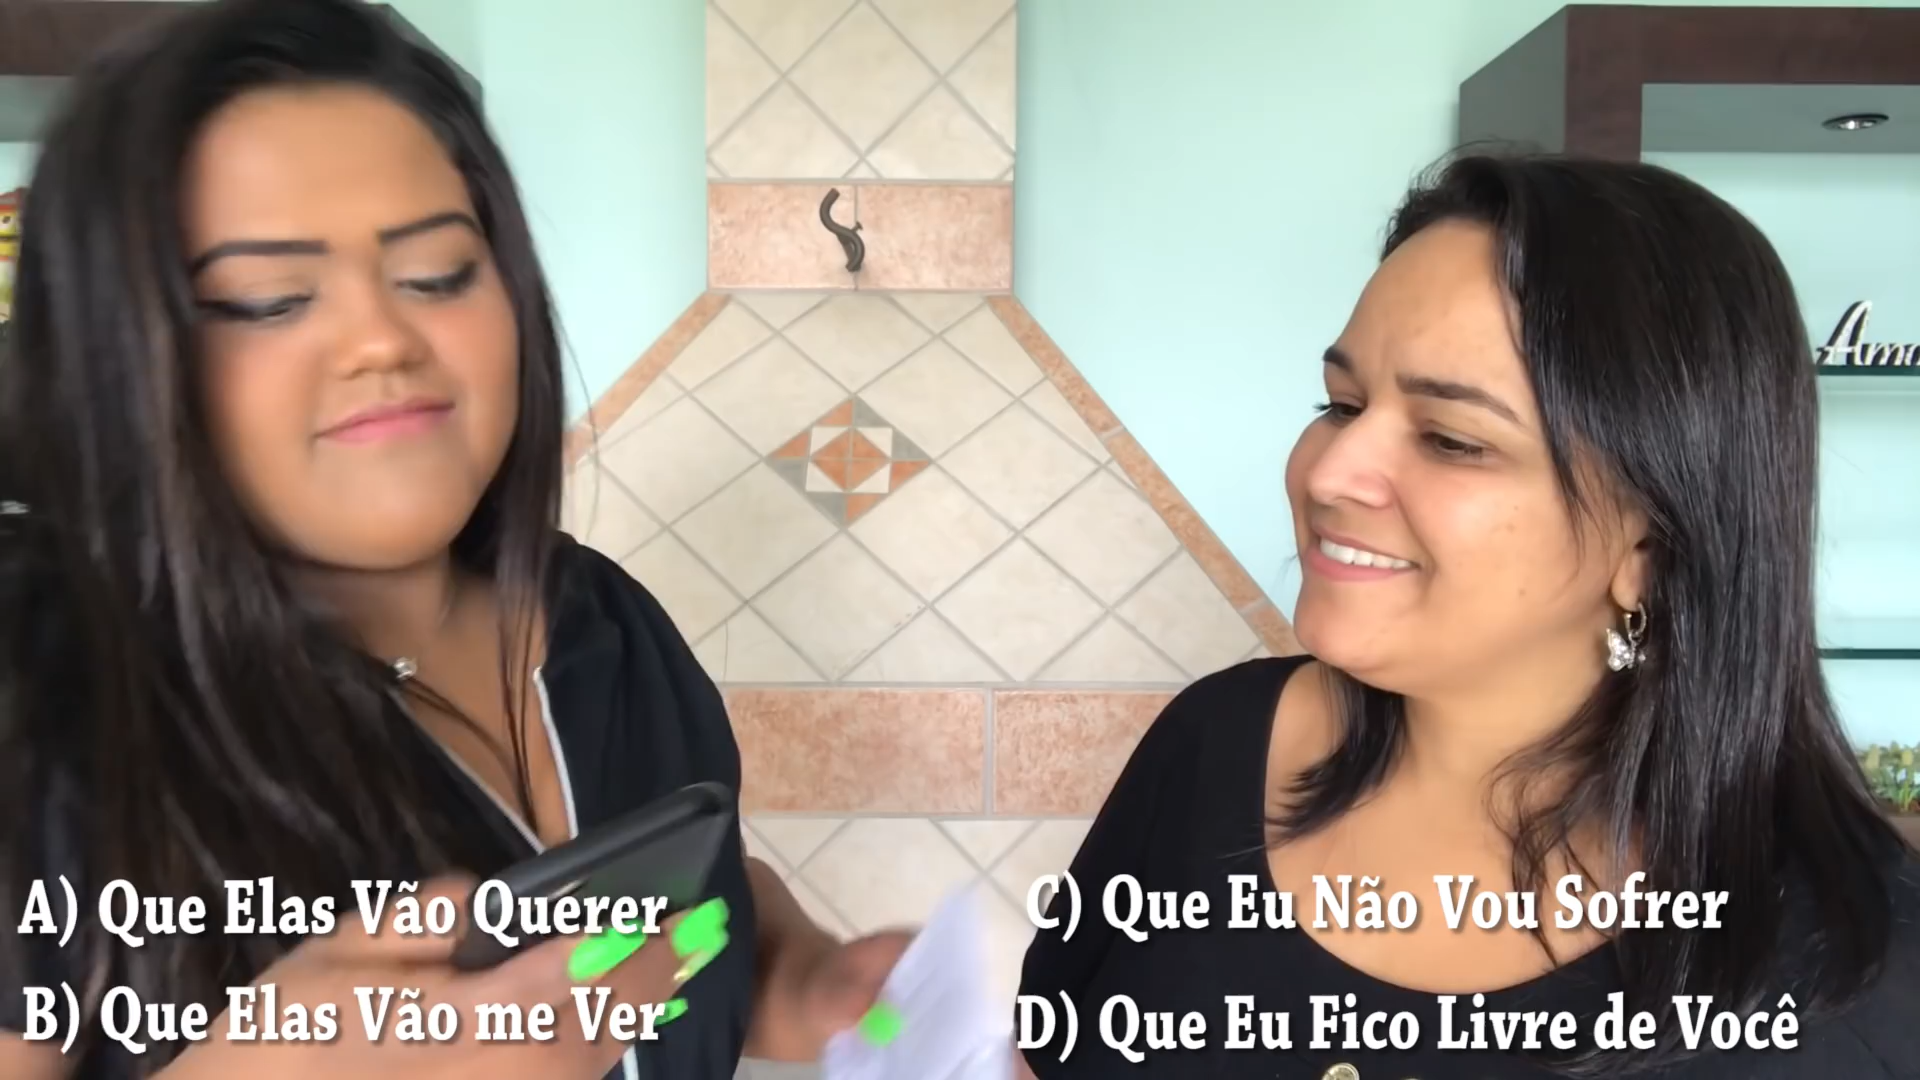 A) Que Elas Vão Querer
B) Que Elas Vão me Ver
C) Que Eu Não Vou Sofrer
D) Que Eu Fico Livre de Você